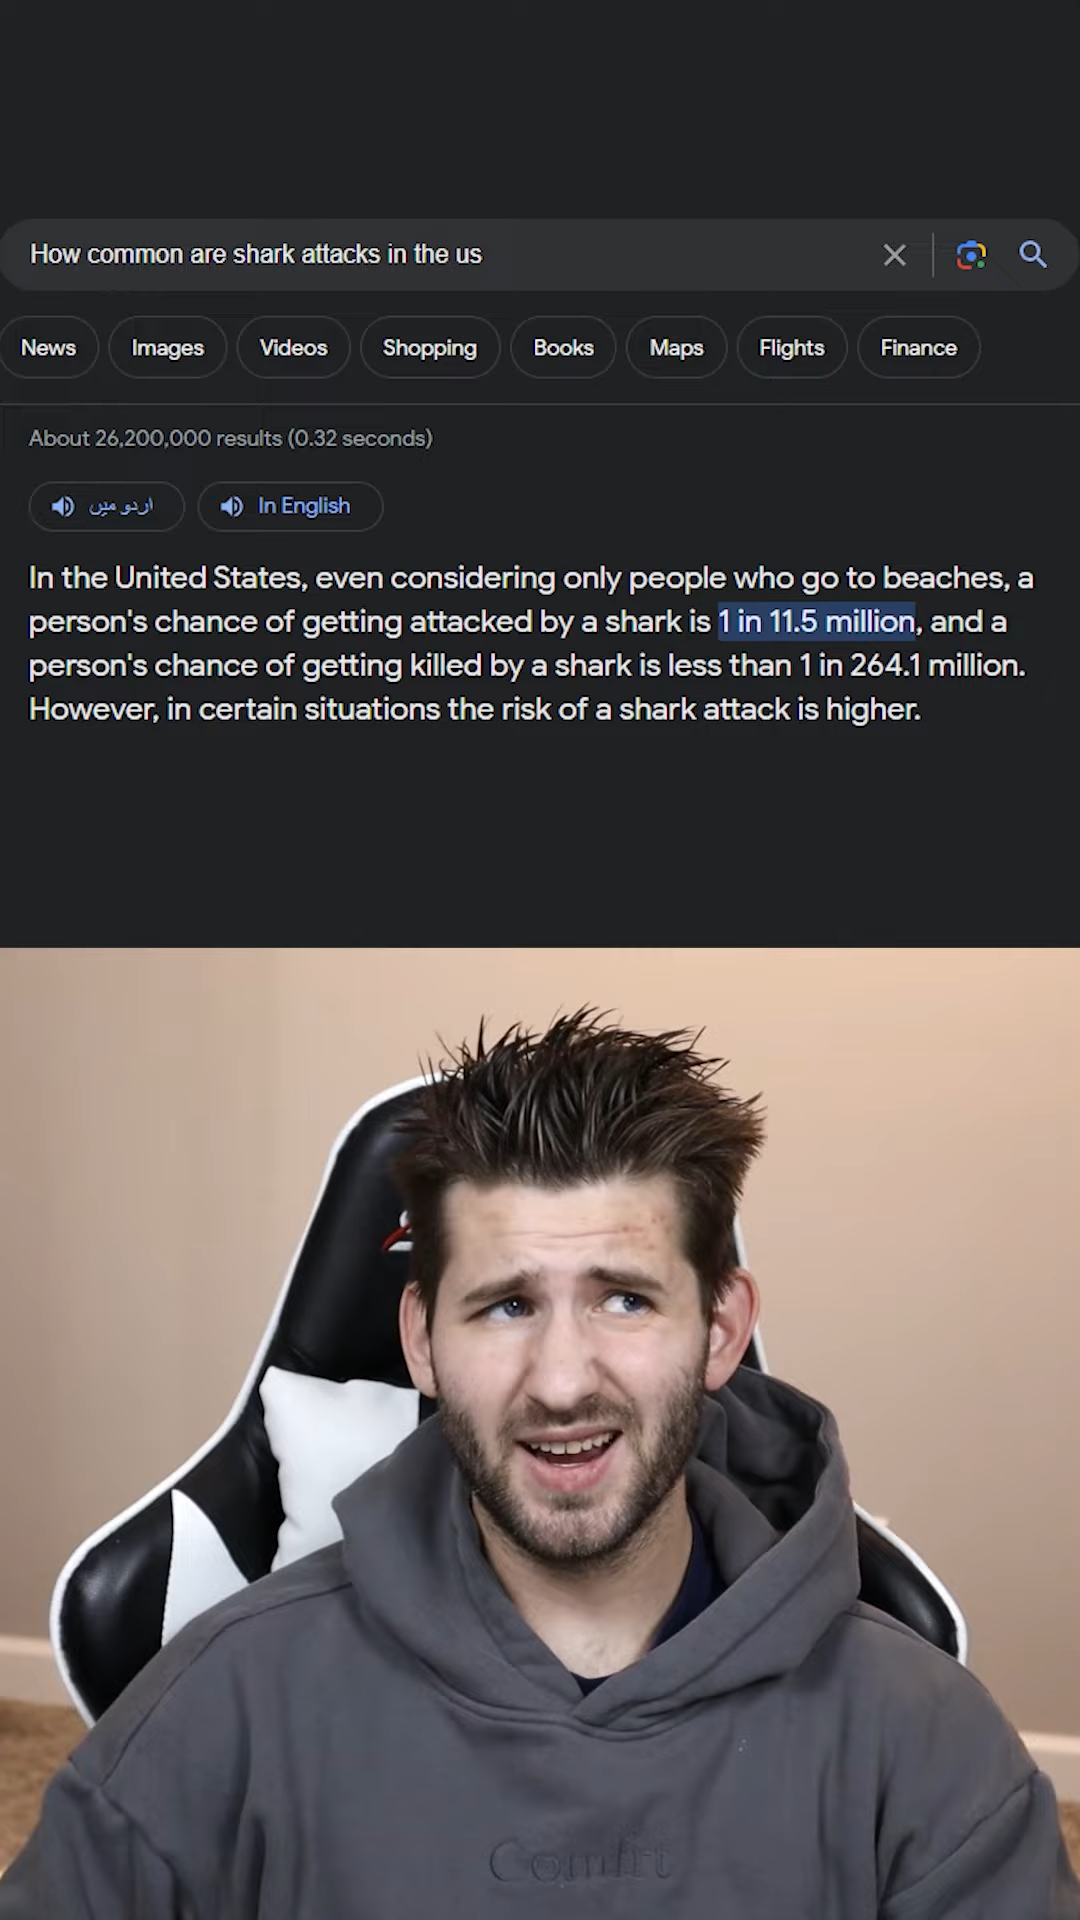 How common are shark attacks in the us
News Images Videos Shopping Books Maps Flights Finance
About 26,200,000 results (0.32 seconds)
اردو میں In English
In the United States, even considering only people who go to beaches, a
person's chance of getting attacked by a shark is 1 in 11.5 million, and a
person's chance of getting killed by a shark is less than 1 in 264.1 million.
However, in certain situations the risk of a shark attack is higher.
Comfrt